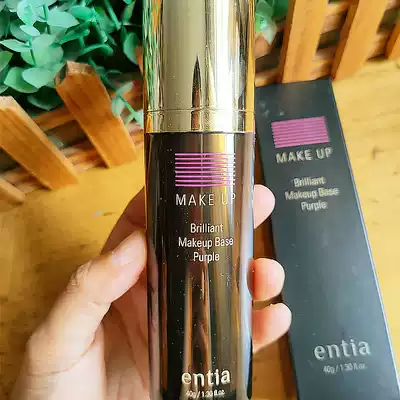 MAKE UP
Brilliant
Makeup Base
Purple
entia
40g / 1.30 fl.oz.
MAKE UP
Brilliant
Makeup Base
Purple
entia
40g / 1.30 fl.oz.